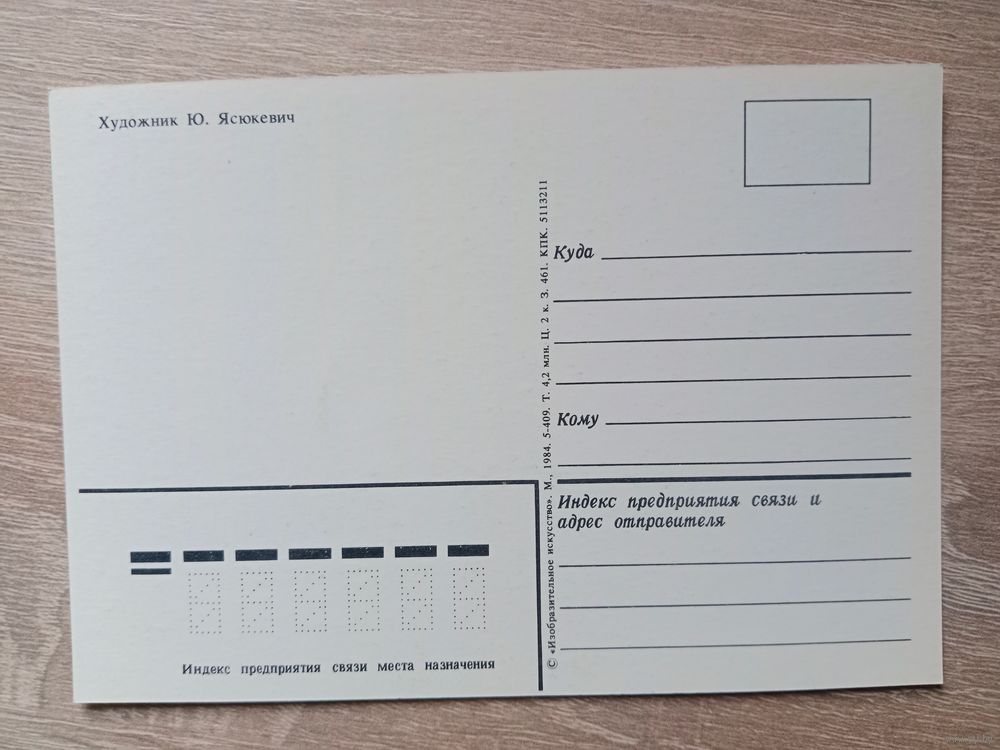 Художник Ю. Ясюкевич
Куда
Кому
Индекс предприятия связи и
адрес отправителя
© «Изобразительное искусство». М., 1984. 5-409. Т. 4,2 млн. Ц. 2 к. З. 461. КПК. 5113211
Индекс предприятия связи места назначения